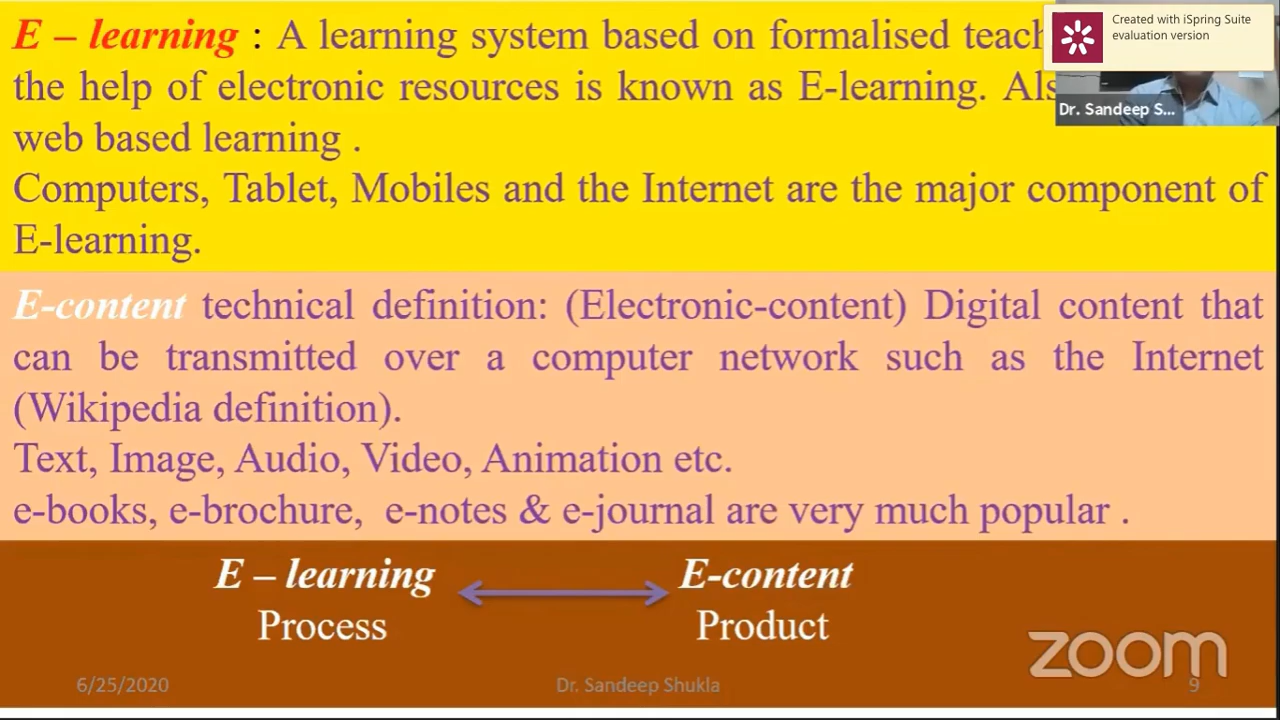 E – learning : A learning system based on formalised
the help of electronic resources is known as E-learning.
web based learning .
Computers, Tablet, Mobiles and the Internet are the major component of
E-learning.
E-content technical definition: (Electronic-content) Digital content that
can be transmitted over a computer network such as the Internet
(Wikipedia definition).
Text, Image, Audio, Video, Animation etc.
e-books, e-brochure, e-notes & e-journal are very much popular .
E – learning E-content
Process Product
6/25/2020 Dr. Sandeep Shukla 9
zoom
Created with iSpring Suite
evaluation version
Dr. Sandeep S...